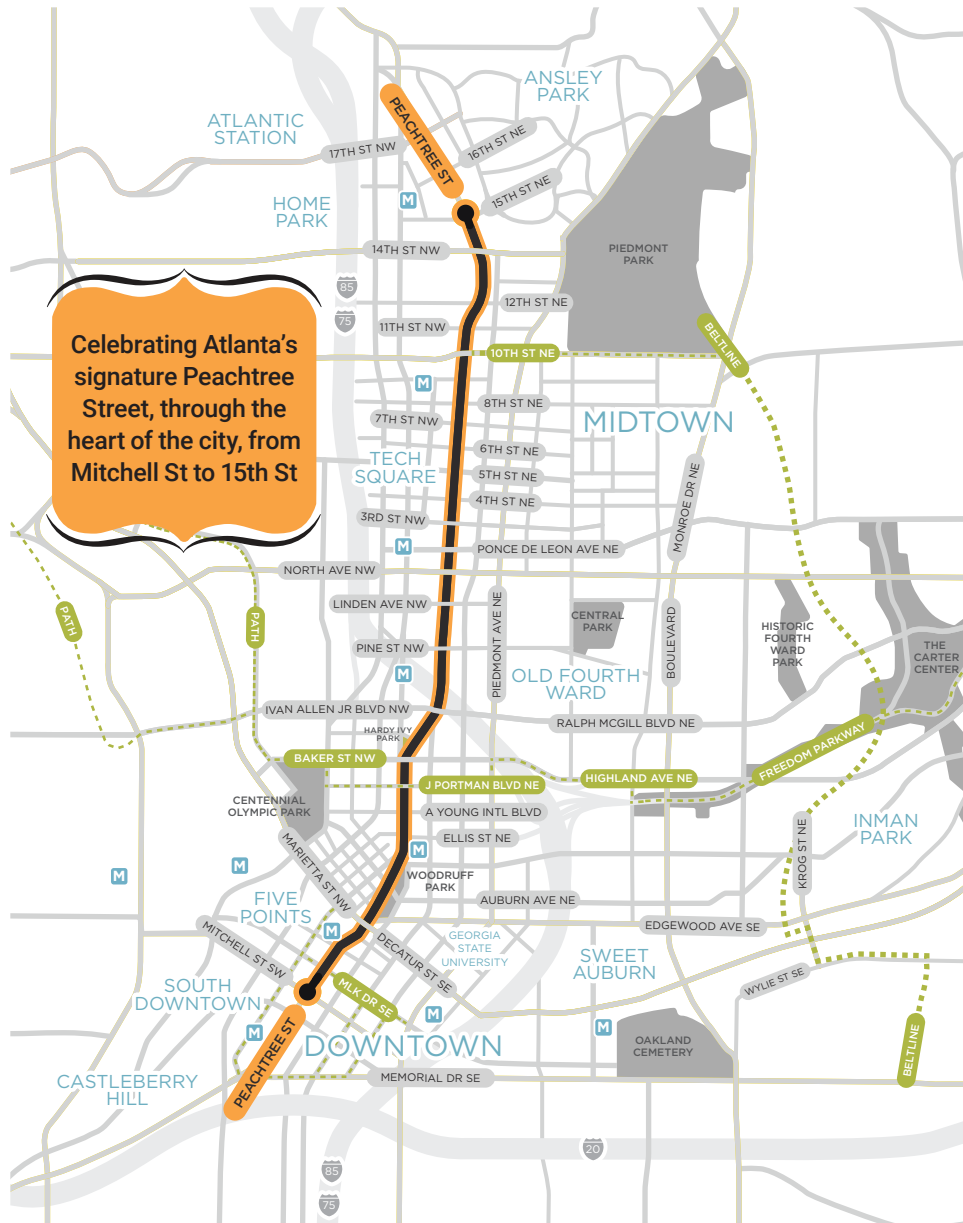 ANSLEY
PARK
PEACHTREE ST
ATLANTIC
STATION
17TH ST NW
16TH ST NE
15TH ST NE
HOME
PARK
M
14TH ST NW
PIEDMONT
PARK
85
75
12TH ST NE
11TH ST NW
BELTLINE
10TH ST NE
Celebrating Atlanta's
signature Peachtree
Street, through the
heart of the city, from
Mitchell St to 15th St
M
8TH ST NE
7TH ST NW
MIDTOWN
6TH ST NE
TECH
SQUARE
5TH ST NE
4TH ST NE
3RD ST NW
MONROE DR NE
M
PONCE DE LEON AVE NE
NORTH AVE NW
LINDEN AVE NW
PIEDMONT AVE NE
CENTRAL
PARK
BOULEVARD
HISTORIC
FOURTH
WARD
PARK
THE
CARTER
CENTER
PATH
PATH
PINE ST NW
M
OLD FOURTH
WARD
IVAN ALLEN JR BLVD NW
RALPH MCGILL BLVD NE
HARDY IVY
PARK
BAKER ST NW
FREEDOM PARKWAY
HIGHLAND AVE NE
J PORTMAN BLVD NE
CENTENNIAL
OLYMPIC PARK
A YOUNG INTL BLVD
INMAN
PARK
ELLIS ST NE
MARIETTA ST NW
M
KROG ST NE
M
M
WOODRUFF
PARK
AUBURN AVE NE
FIVE
POINTS
EDGEWOOD AVE SE
M
MITCHELL ST SW
DECATUR ST SE
GEORGIA
STATE
UNIVERSITY
SWEET
AUBURN
WYLIE ST SE
SOUTH
DOWNTOWN
MLK DR SE
M
M
M
DOWNTOWN
OAKLAND
CEMETERY
BELTLINE
PEACHTREE ST
MEMORIAL DR SE
CASTLEBERRY
HILL
20
85
75